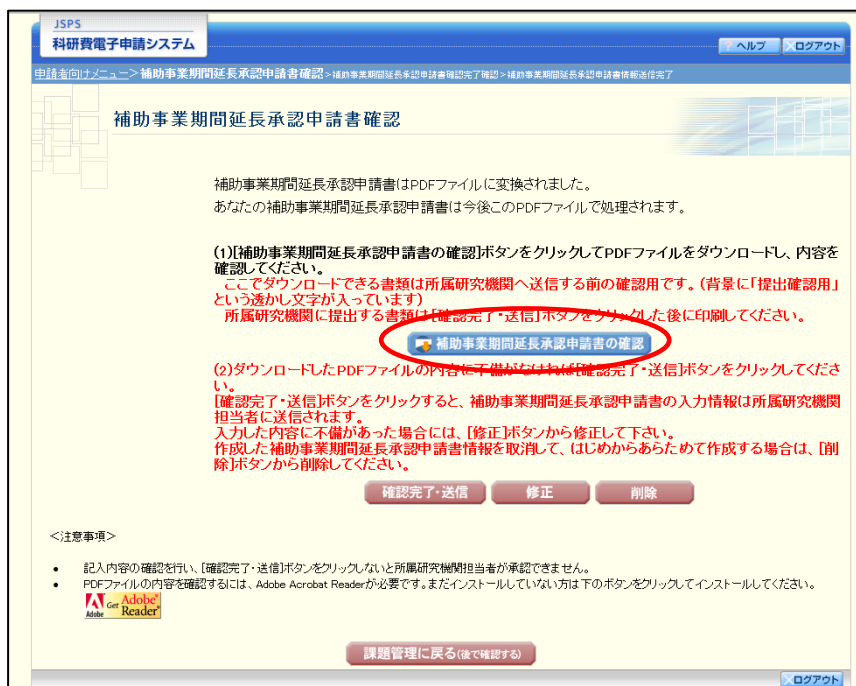 JSPS
科研費電子申請システム
ヘルプ
ログアウト
申請者向けメニュー>補助事業期間延長承認申請書確認>補助事業期間延長承認申請書確認完了確認>補助事業期間延長承認申請書情報送信完了
補助事業期間延長承認申請書確認
補助事業期間延長承認申請書はPDFファイルに変換されました。
あなたの補助事業期間延長承認申請書は今後このPDFファイルで処理されます。
(1)[補助事業期間延長承認申請書の確認]ボタンをクリックしてPDFファイルをダウンロードし、内容を
確認してください。
ここでダウンロードできる書類は所属研究機関へ送信する前の確認用です。(背景に「提出確認用」
という透かし文字が入っています)
所属研究機関に提出する書類は[確認完了・送信]ボタンをクリックした後に印刷してください。
補助事業期間延長承認申請書の確認
(2)ダウンロードしたPDFファイルの内容に不備がなければ[確認完了・送信]ボタンをクリックしてくださ
い。
[確認完了・送信]ボタンをクリックすると、補助事業期間延長承認申請書の入力情報は所属研究機関
担当者に送信されます。
入力した内容に不備があった場合には、[修正]ボタンから修正して下さい。
作成した補助事業期間延長承認申請書情報を取消して、はじめからあらためて作成する場合は、[削
除]ボタンから削除してください。
確認完了・送信
修正
削除
<注意事項>
• 記入内容の確認を行い、[確認完了・送信]ボタンをクリックしないと所属研究機関担当者が承認できません。
• PDFファイルの内容を確認するには、Adobe Acrobat Readerが必要です。まだインストールしていない方は下のボタンをクリックしてインストールしてください。
Adobe Get Adobe® Reader®
課題管理に戻る(後で確認する)
ログアウト